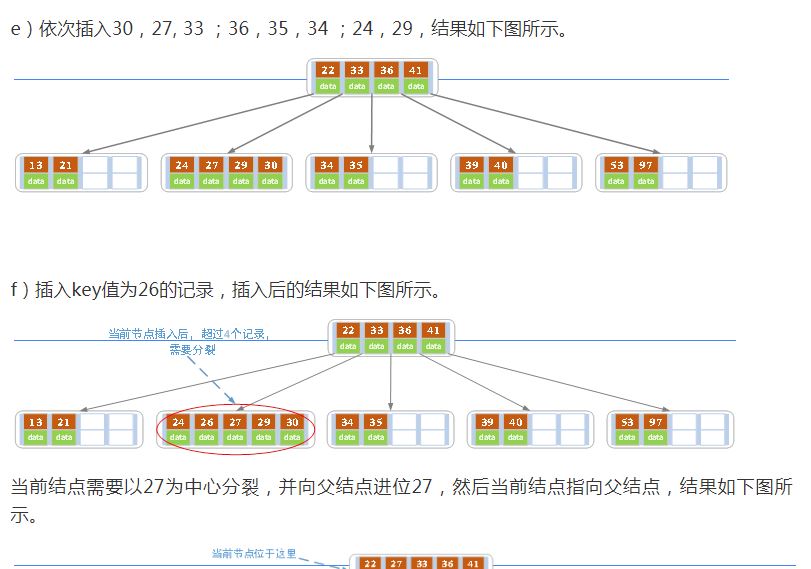 e）依次插入30，27, 33 ；36，35，34 ；24，29，结果如下图所示。
22 33 36 41
data data data data
13 21 24 27 29 30 34 35 39 40 53 97
data data data data data data data data data data data data
f）插入key值为26的记录，插入后的结果如下图所示。
当前节点插入后，超过4个记录，
需要分裂
22 33 36 41
data data data data
13 21 24 26 27 29 30 34 35 39 40 53 97
data data data data data data data data data data data data data
当前结点需要以27为中心分裂，并向父结点进位27，然后当前结点指向父结点，结果如下图所
示。
当前节点位于这里
22 27 33 36 41